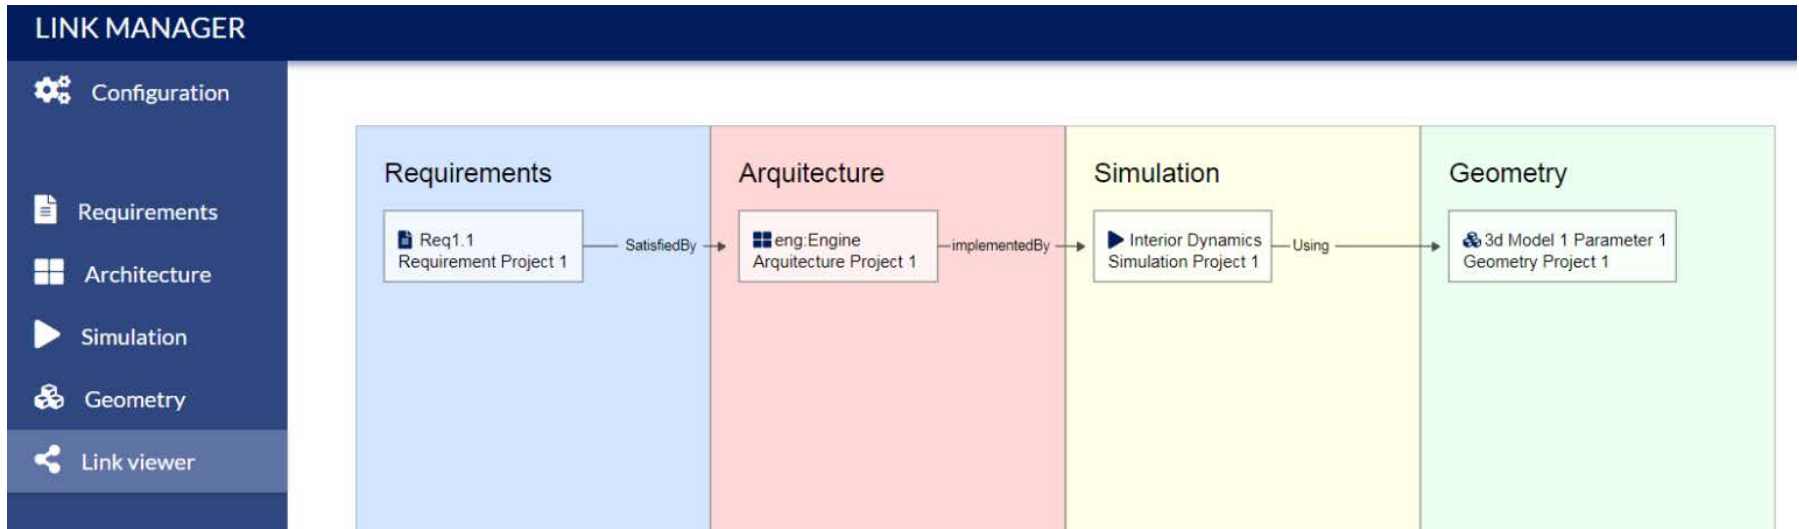 LINK MANAGER
Configuration
Requirements
Architecture
Simulation
Geometry
Link viewer
Requirements
Req1.1
Requirement Project 1
SatisfiedBy
Arquitecture
eng:Engine
Arquitecture Project 1
implementedBy
Simulation
Interior Dynamics
Simulation Project 1
Using
Geometry
3d Model 1 Parameter 1
Geometry Project 1